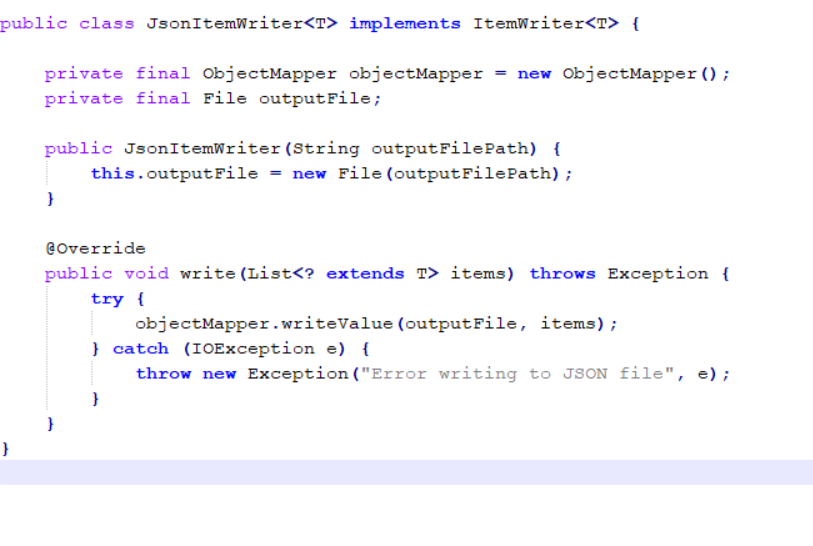 public class JsonItemWriter<T> implements ItemWriter<T> {
    private final ObjectMapper objectMapper = new ObjectMapper();
    private final File outputFile;
    public JsonItemWriter(String outputFilePath) {
        this.outputFile = new File(outputFilePath);
    }
    @Override
    public void write(List<? extends T> items) throws Exception {
        try {
            objectMapper.writeValue(outputFile, items);
        } catch (IOException e) {
            throw new Exception("Error writing to JSON file", e);
        }
    }
}